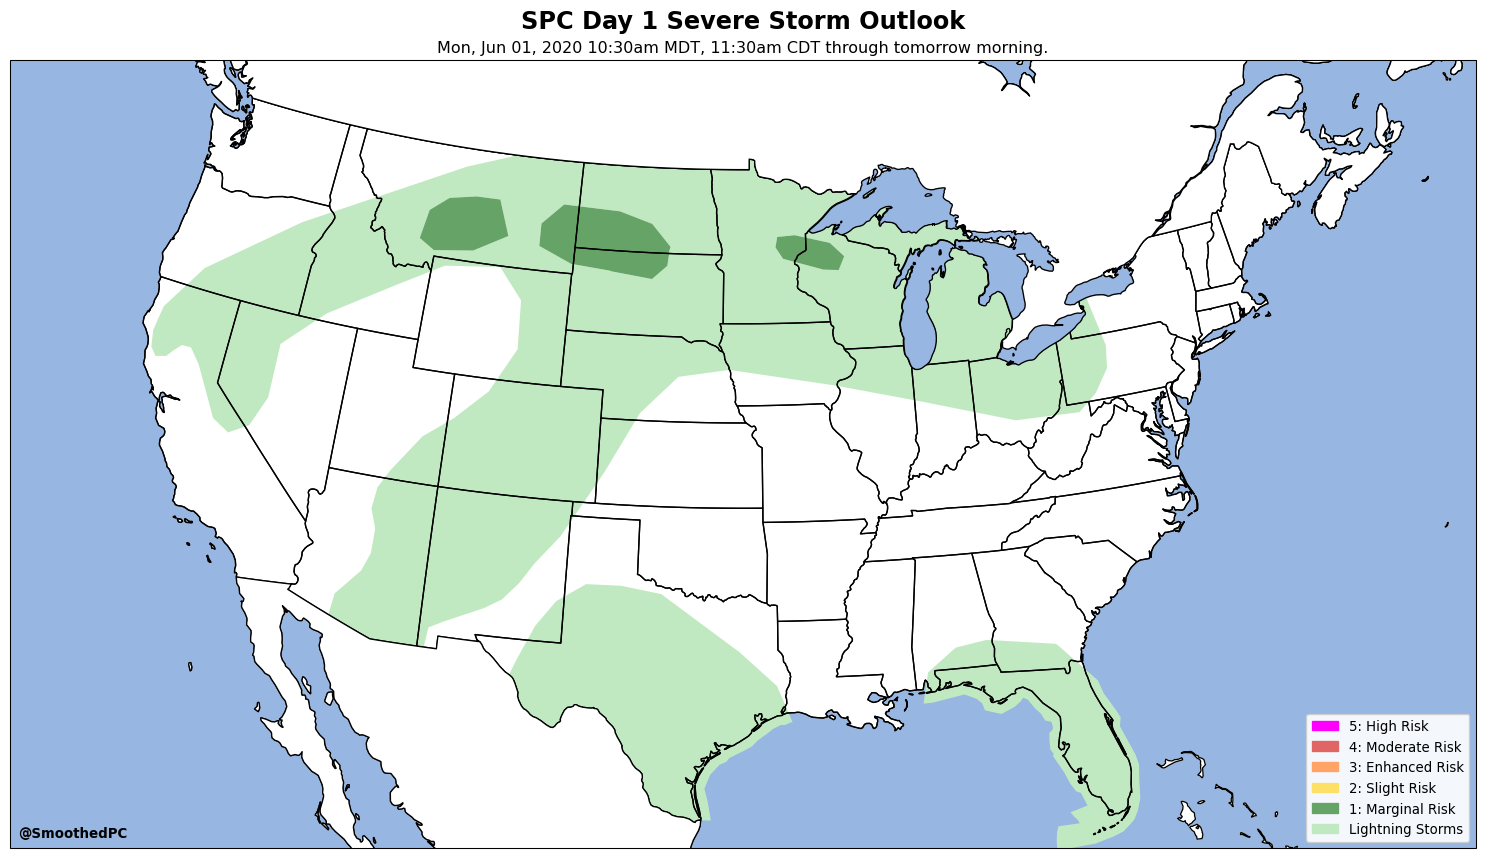 SPC Day 1 Severe Storm Outlook
Mon, Jun 01, 2020 10:30am MDT, 11:30am CDT through tomorrow morning.
5: High Risk
4: Moderate Risk
3: Enhanced Risk
2: Slight Risk
1: Marginal Risk
Lightning Storms
@SmoothedPC